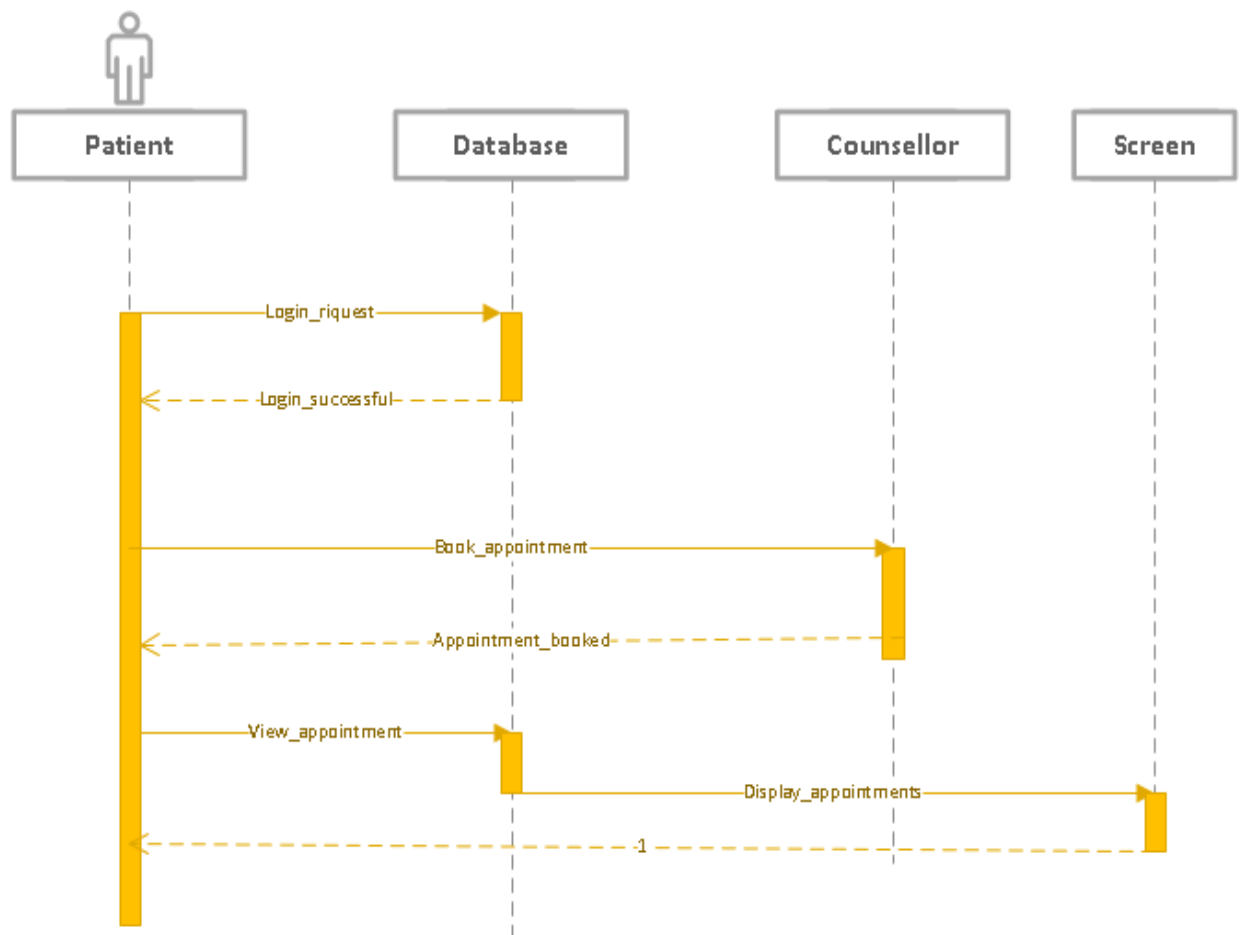 Patient
Database
Counsellor
Screen
Login_riquest
Login_successful
Book_appointment
Appointment_booked
View_appointment
Display_appointments
1